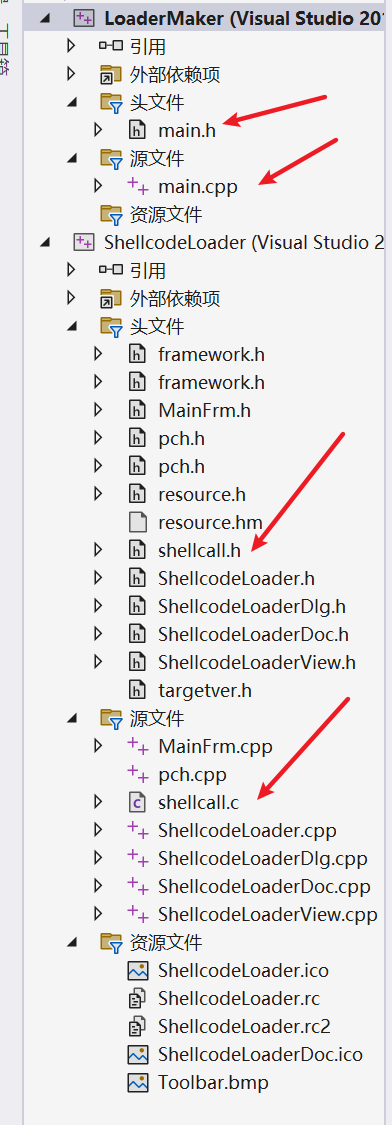 工具箱
LoaderMaker (Visual Studio 201
引用
外部依赖项
头文件
main.h
源文件
main.cpp
资源文件
ShellcodeLoader (Visual Studio 2
引用
外部依赖项
头文件
framework.h
framework.h
MainFrm.h
pch.h
pch.h
resource.h
resource.hm
shellcall.h
ShellcodeLoader.h
ShellcodeLoaderDlg.h
ShellcodeLoaderDoc.h
ShellcodeLoaderView.h
targetver.h
源文件
MainFrm.cpp
pch.cpp
shellcall.c
ShellcodeLoader.cpp
ShellcodeLoaderDlg.cpp
ShellcodeLoaderDoc.cpp
ShellcodeLoaderView.cpp
资源文件
ShellcodeLoader.ico
ShellcodeLoader.rc
ShellcodeLoader.rc2
ShellcodeLoaderDoc.ico
Toolbar.bmp